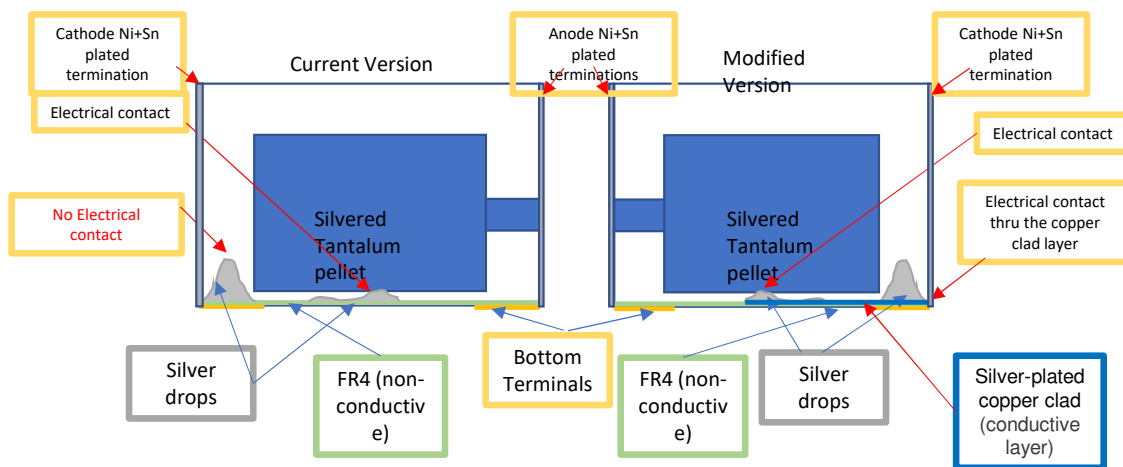 Cathode Ni+Sn
plated
termination
Current Version
Anode Ni+Sn
plated
terminations
Modified
Version
Cathode Ni+Sn
plated
termination
Electrical contact
Electrical contact
No Electrical
contact
Silvered
Tantalum
pellet
Silvered
Tantalum
pellet
Electrical contact
thru the copper
clad layer
Silver
drops
FR4 (non-
conductiv
e)
Bottom
Terminals
FR4 (non-
conductiv
e)
Silver
drops
Silver-plated
copper clad
(conductive
layer)